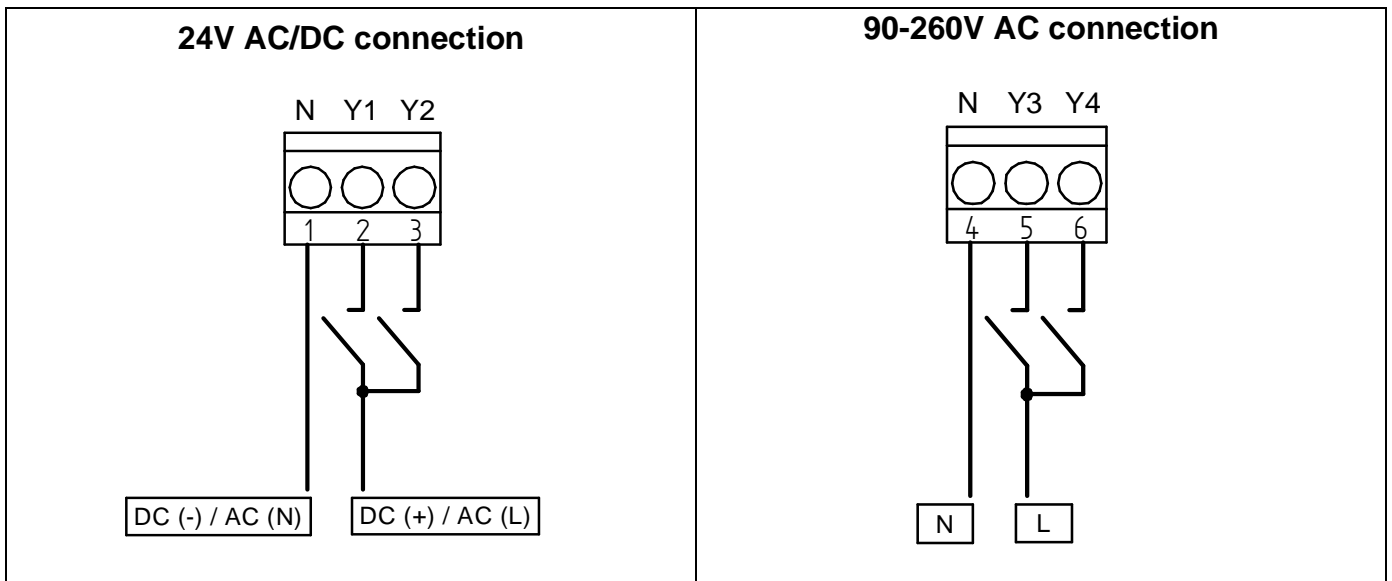 24V AC/DC connection
N Y1 Y2
1 2 3
DC (-) / AC (N)
DC (+) / AC (L)
90-260V AC connection
N Y3 Y4
4 5 6
N
L